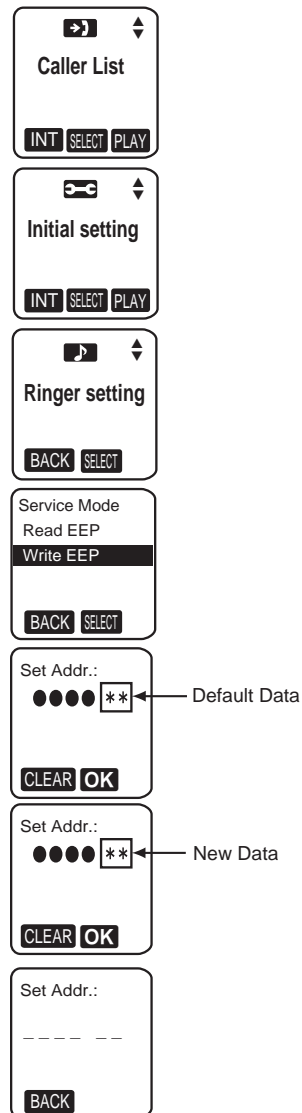 Caller List
INT SELECT PLAY
Initial setting
INT SELECT PLAY
Ringer setting
BACK SELECT
Service Mode
Read EEP
Write EEP
BACK SELECT
Set Addr.:
●●●● ** Default Data
CLEAR OK
Set Addr.:
●●●● ** New Data
CLEAR OK
Set Addr.:
_ _ _ _ _ _
BACK